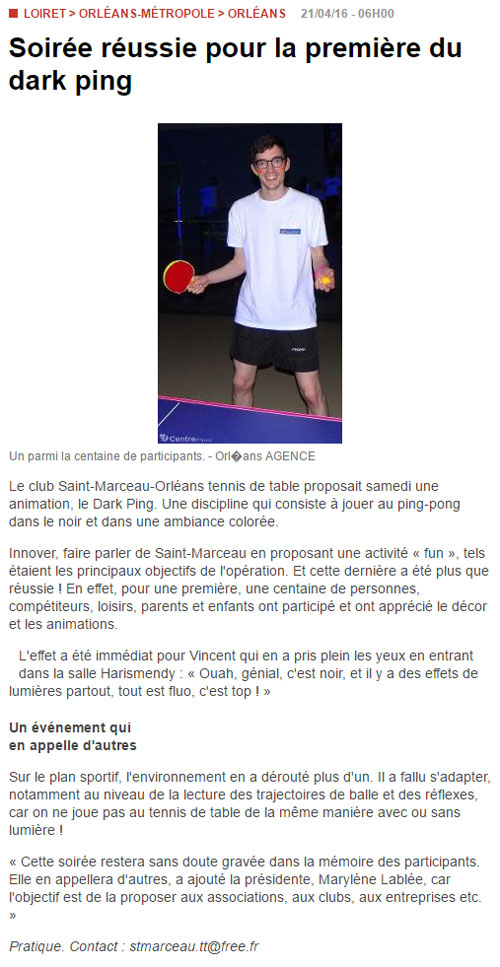 LOIRET > ORLÉANS-MÉTROPOLE > ORLÉANS 21/04/16 - 06H00
Soirée réussie pour la première du
dark ping
Centre
Un parmi la centaine de participants. - Orl�ans AGENCE
Le club Saint-Marceau-Orléans tennis de table proposait samedi une
animation, le Dark Ping. Une discipline qui consiste à jouer au ping-pong
dans le noir et dans une ambiance colorée.
Innover, faire parler de Saint-Marceau en proposant une activité « fun », tels
étaient les principaux objectifs de l'opération. Et cette dernière a été plus que
réussie ! En effet, pour une première, une centaine de personnes,
compétiteurs, loisirs, parents et enfants ont participé et ont apprécié le décor
et les animations.
L'effet a été immédiat pour Vincent qui en a pris plein les yeux en entrant
dans la salle Harismendy : « Ouah, génial, c'est noir, et il y a des effets de
lumières partout, tout est fluo, c'est top ! »
Un événement qui
en appelle d'autres
Sur le plan sportif, l'environnement en a dérouté plus d'un. Il a fallu s'adapter,
notamment au niveau de la lecture des trajectoires de balle et des réflexes,
car on ne joue pas au tennis de table de la même manière avec ou sans
lumière !
« Cette soirée restera sans doute gravée dans la mémoire des participants.
Elle en appellera d'autres, a ajouté la présidente, Marylène Lablée, car
l'objectif est de la proposer aux associations, aux clubs, aux entreprises etc.
»
Pratique. Contact : stmarceau.tt@free.fr